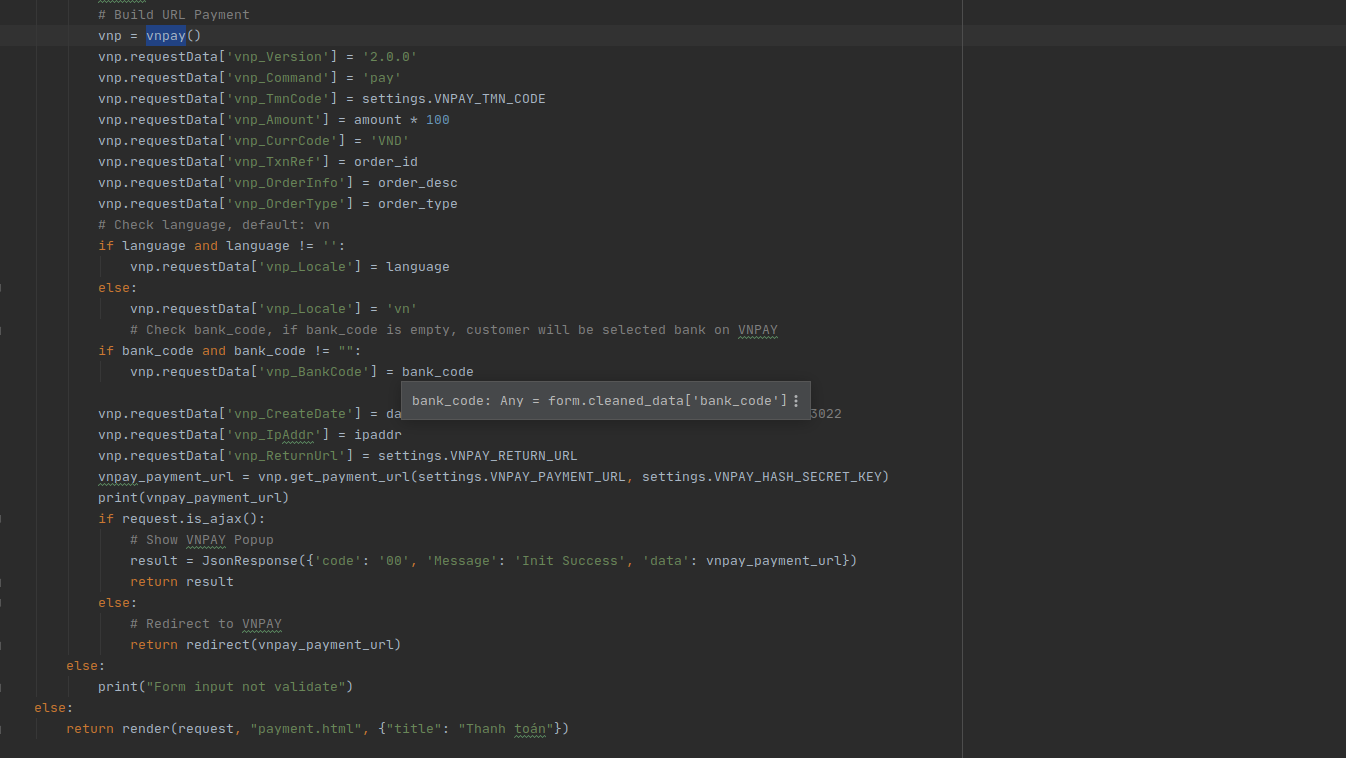 # Build URL Payment
vnp = vnpay()
vnp.requestData['vnp_Version'] = '2.0.0'
vnp.requestData['vnp_Command'] = 'pay'
vnp.requestData['vnp_TmnCode'] = settings.VNPAY_TMN_CODE
vnp.requestData['vnp_Amount'] = amount * 100
vnp.requestData['vnp_CurrCode'] = 'VND'
vnp.requestData['vnp_TxnRef'] = order_id
vnp.requestData['vnp_OrderInfo'] = order_desc
vnp.requestData['vnp_OrderType'] = order_type
# Check language, default: vn
if language and language != '':
vnp.requestData['vnp_Locale'] = language
else:
vnp.requestData['vnp_Locale'] = 'vn'
# Check bank_code, if bank_code is empty, customer will be selected bank on VNPAY
if bank_code and bank_code != "":
vnp.requestData['vnp_BankCode'] = bank_code
bank_code: Any = form.cleaned_data['bank_code']
vnp.requestData['vnp_CreateDate'] = da 3022
vnp.requestData['vnp_IpAddr'] = ipaddr
vnp.requestData['vnp_ReturnUrl'] = settings.VNPAY_RETURN_URL
vnpay_payment_url = vnp.get_payment_url(settings.VNPAY_PAYMENT_URL, settings.VNPAY_HASH_SECRET_KEY)
print(vnpay_payment_url)
if request.is_ajax():
# Show VNPAY Popup
result = JsonResponse({'code': '00', 'Message': 'Init Success', 'data': vnpay_payment_url})
return result
else:
# Redirect to VNPAY
return redirect(vnpay_payment_url)
else:
print("Form input not validate")
else:
return render(request, "payment.html", {"title": "Thanh toán"})